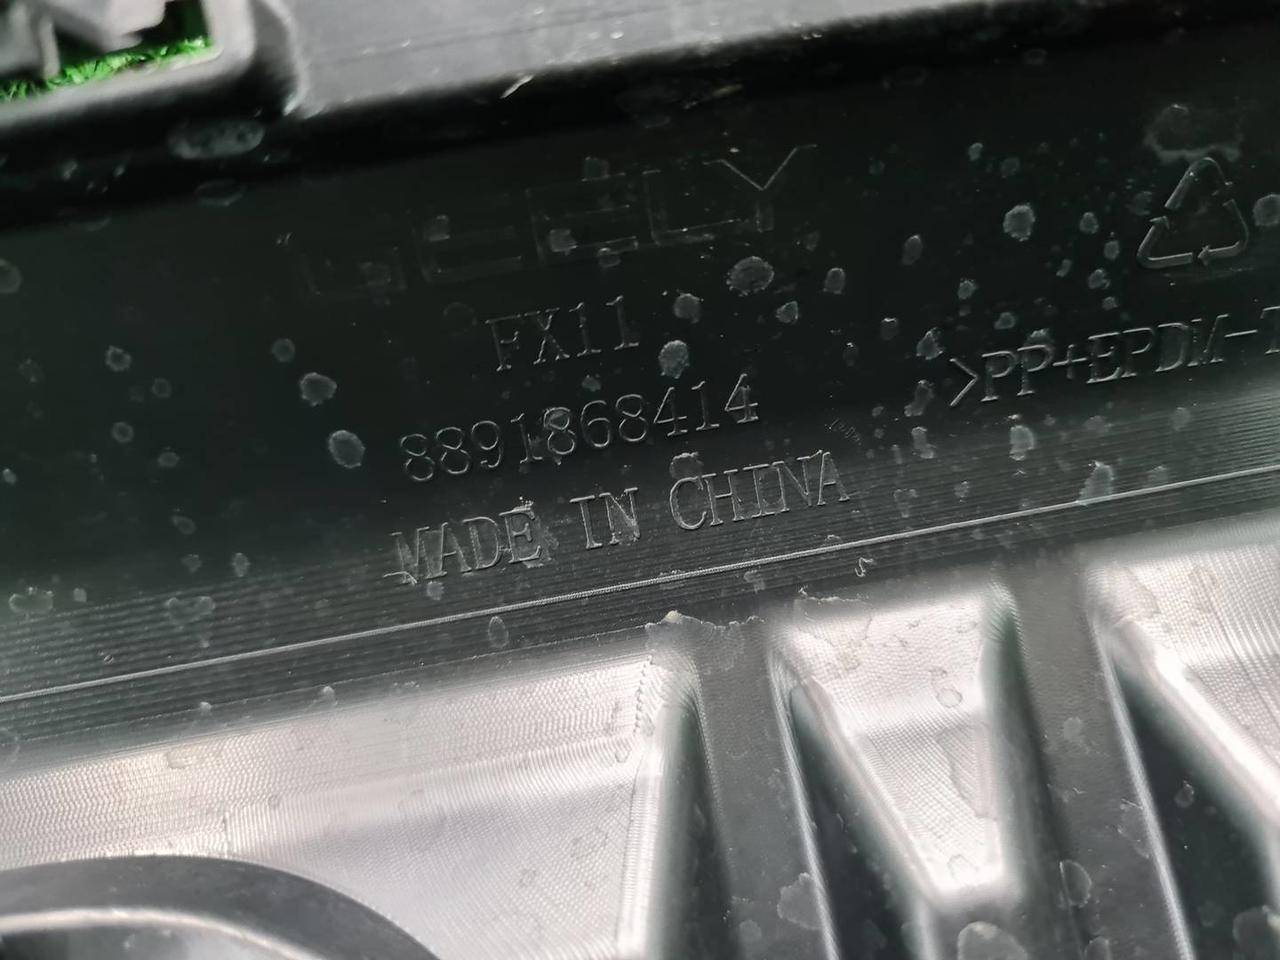 GEELY
FX11
8891868414
MADE IN CHINA
>PP+EPDM-